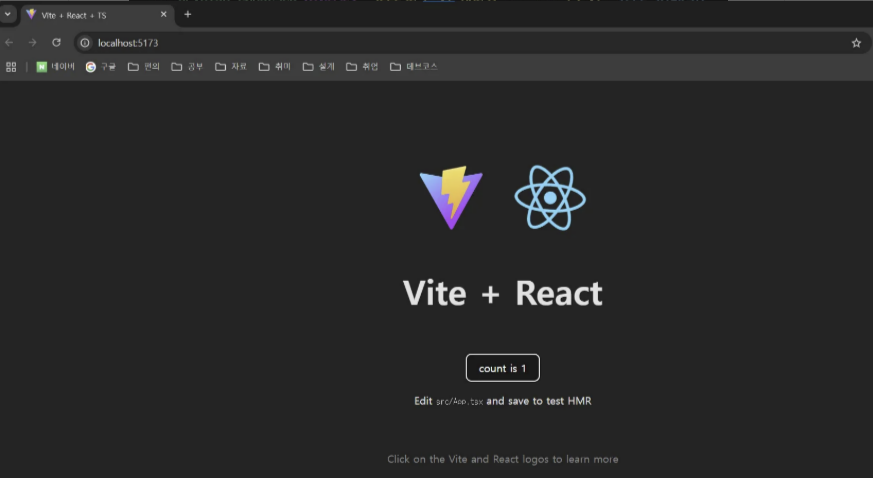 Vite + React + TS
localhost:5173
네이버 구글 편의 공부 자료 취미 설계 취업 데브코스
Vite + React
count is 1
Edit src/App.tsx and save to test HMR
Click on the Vite and React logos to learn more